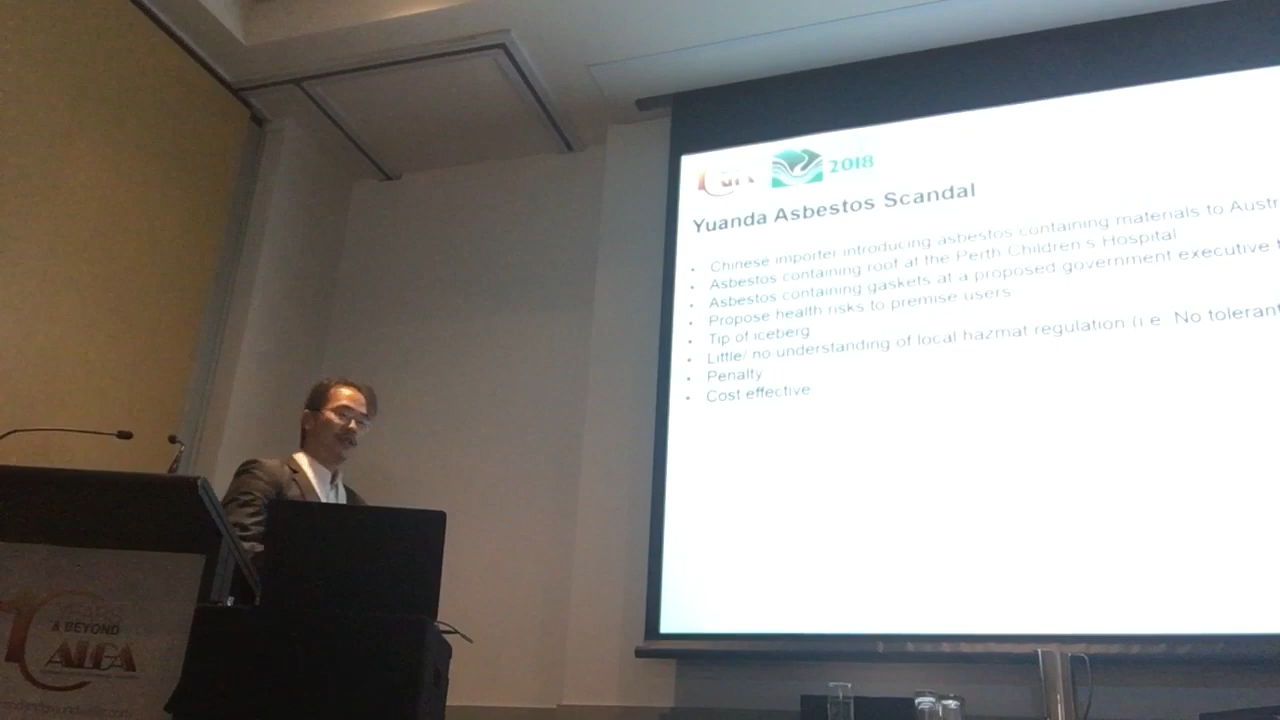 2018
Yuanda Asbestos Scandal
• Chinese importer introducing asbestos containing materials to Austr
• Asbestos containing roof at the Perth Children s Hospital
• Asbestos containing gaskets at a proposed government executive
• Propose health risks to premise users
• Tip of iceberg
• Little/ no understanding of local hazmat regulation (i e No tolerant
• Penalty
• Cost effective
YEARS
& BEYOND